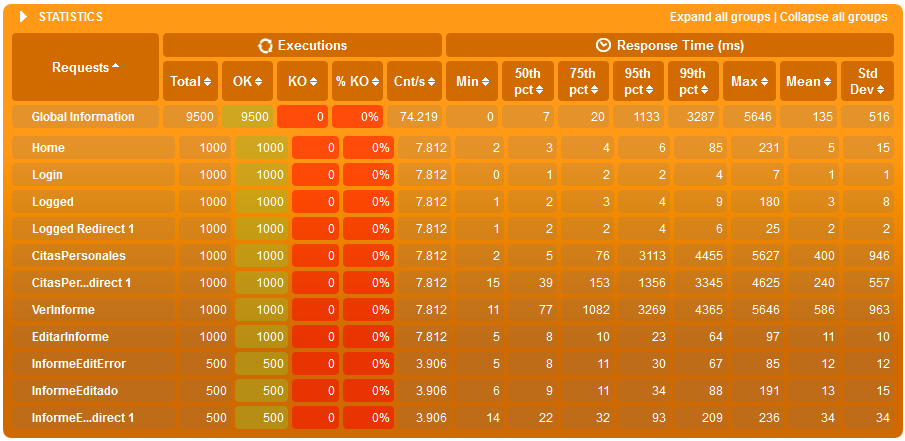 STATISTICS Expand all groups | Collapse all groups
Requests Executions Response Time (ms)
Total OK KO % KO Cnt/s Min 50th pct 75th pct 95th pct 99th pct Max Mean Std Dev
Global Information 9500 9500 0 0% 74.219 0 7 20 1133 3287 5646 135 516
Home 1000 1000 0 0% 7.812 2 3 4 6 85 231 5 15
Login 1000 1000 0 0% 7.812 0 1 2 2 4 7 1 1
Logged 1000 1000 0 0% 7.812 1 2 3 4 9 180 3 8
Logged Redirect 1 1000 1000 0 0% 7.812 1 2 2 4 6 25 2 2
CitasPersonales 1000 1000 0 0% 7.812 2 5 76 3113 4455 5627 400 946
CitasPer...direct 1 1000 1000 0 0% 7.812 15 39 153 1356 3345 4625 240 557
VerInforme 1000 1000 0 0% 7.812 11 77 1082 3269 4365 5646 586 963
EditarInforme 1000 1000 0 0% 7.812 5 8 10 23 64 97 11 10
InformeEditError 500 500 0 0% 3.906 5 8 11 30 67 85 12 12
InformeEditado 500 500 0 0% 3.906 6 9 11 34 88 191 13 15
InformeE...direct 1 500 500 0 0% 3.906 14 22 32 93 209 236 34 34